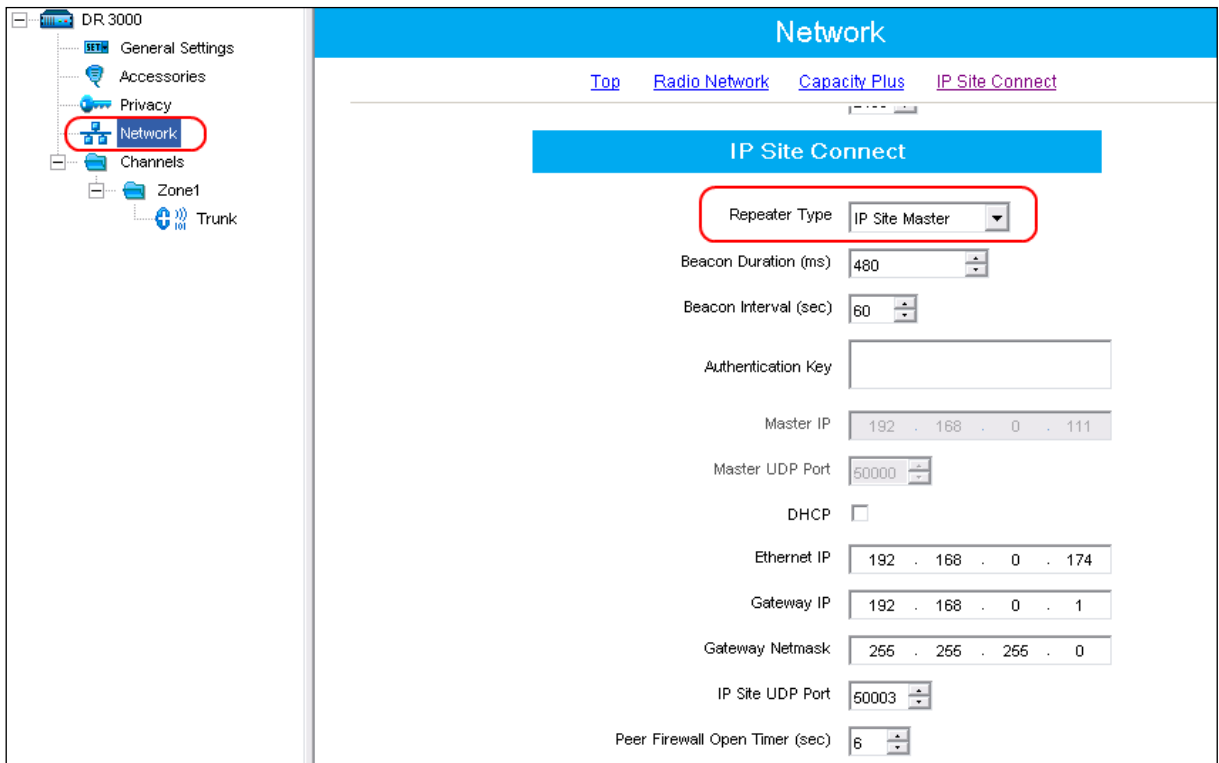 DR 3000
General Settings
Accessories
Privacy
Network
Channels
Zone1
Trunk
Network
Top Radio Network Capacity Plus IP Site Connect
IP Site Connect
Repeater Type IP Site Master
Beacon Duration (ms) 480
Beacon Interval (sec) 60
Authentication Key
Master IP 192 . 168 . 0 . 111
Master UDP Port 50000
DHCP
Ethernet IP 192 . 168 . 0 . 174
Gateway IP 192 . 168 . 0 . 1
Gateway Netmask 255 . 255 . 255 . 0
IP Site UDP Port 50003
Peer Firewall Open Timer (sec) 6